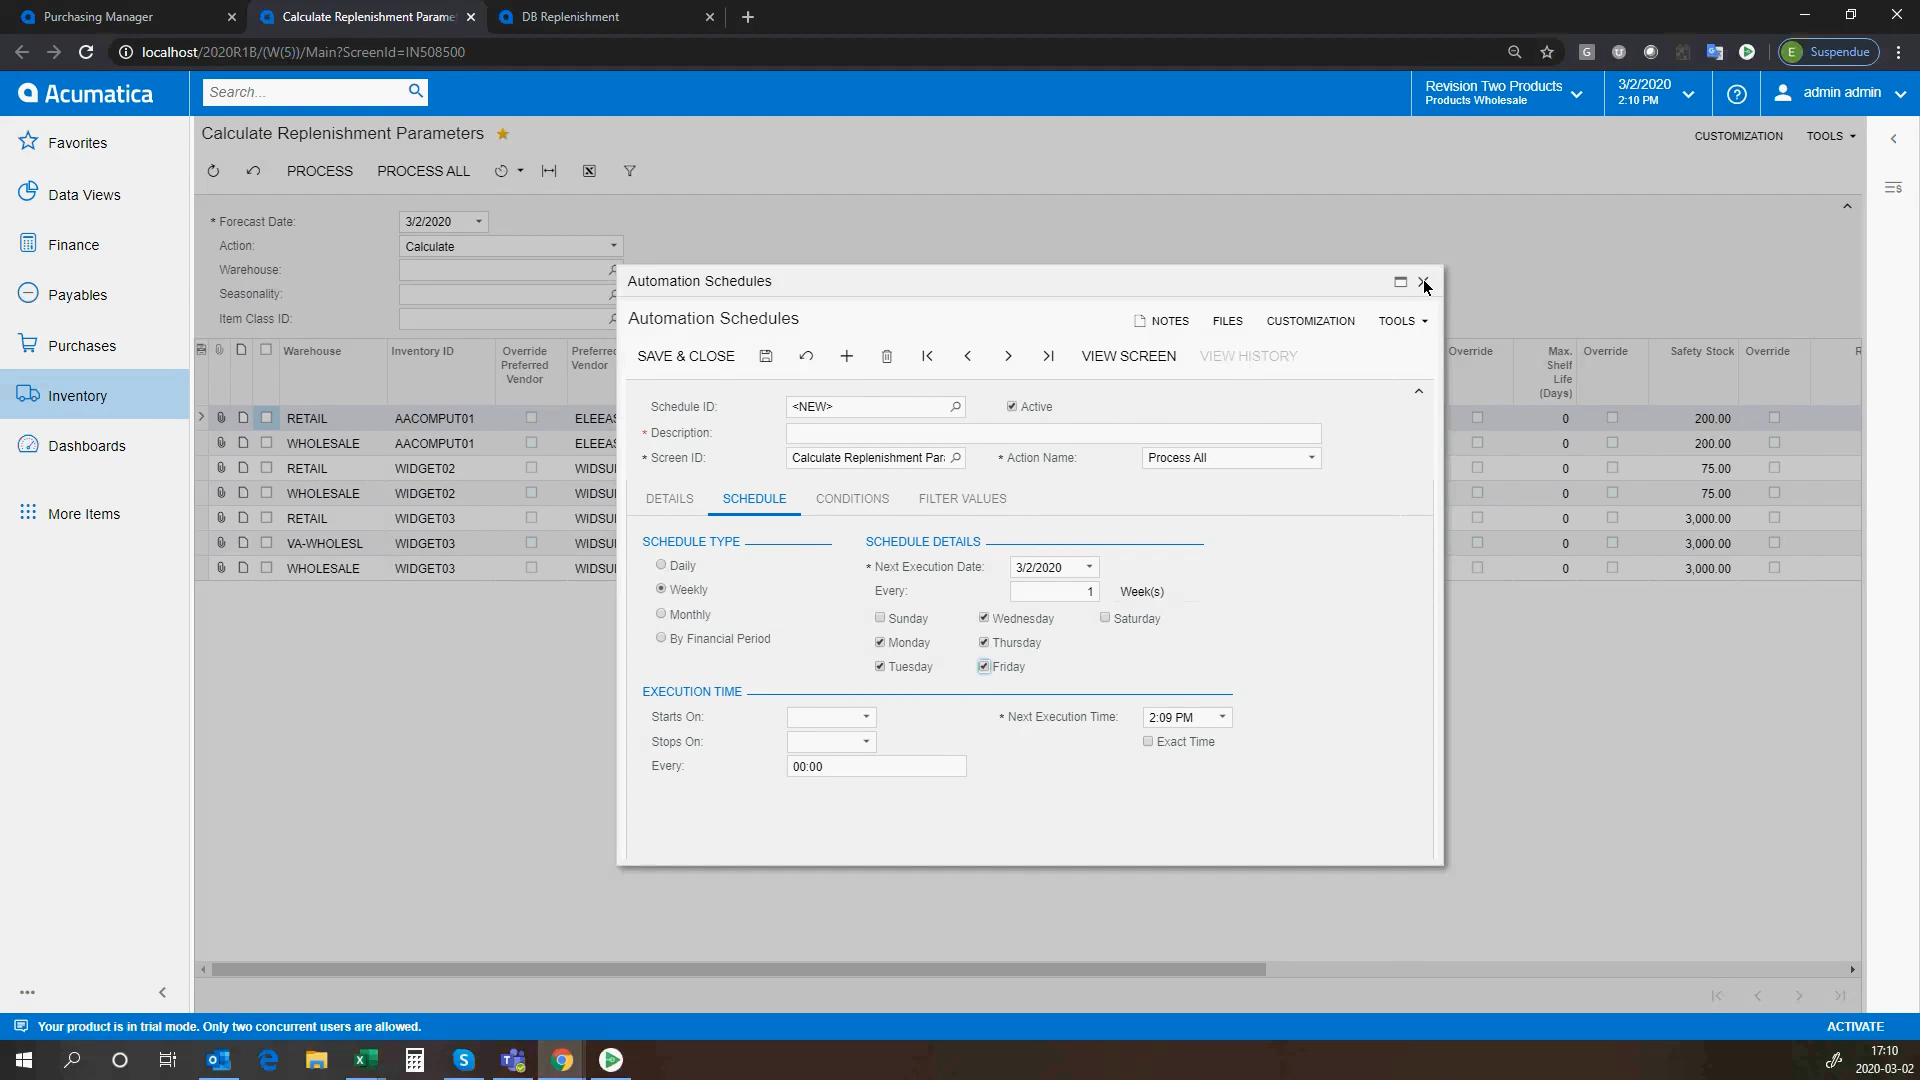 Purchasing Manager
Calculate Replenishment Parame
DB Replenishment
localhost/2020R1B/(W(5))/Main?ScreenId=IN508500
E Suspendue
Acumatica
Search...
Revision Two Products
Products Wholesale
3/2/2020
2:10 PM
admin admin
Favorites
Data Views
Finance
Payables
Purchases
Inventory
Dashboards
More Items
Calculate Replenishment Parameters
CUSTOMIZATION
TOOLS
PROCESS
PROCESS ALL
* Forecast Date: 3/2/2020
Action: Calculate
Warehouse:
Seasonality:
Item Class ID:
Warehouse Inventory ID Override Preferred Vendor Preferred Vendor Override Max. Shelf Life (Days) Override Safety Stock Override R
RETAIL AACOMPUT01 ELEEAS 0 200.00
WHOLESALE AACOMPUT01 ELEEAS 0 200.00
RETAIL WIDGET02 WIDSU 0 75.00
WHOLESALE WIDGET02 WIDSU 0 75.00
RETAIL WIDGET03 WIDSU 0 3,000.00
VA-WHOLESL WIDGET03 WIDSU 0 3,000.00
WHOLESALE WIDGET03 WIDSU 0 3,000.00
Automation Schedules
Automation Schedules
NOTES FILES CUSTOMIZATION TOOLS
SAVE & CLOSE VIEW SCREEN VIEW HISTORY
Schedule ID: <NEW> Active
* Description:
* Screen ID: Calculate Replenishment Para * Action Name: Process All
DETAILS SCHEDULE CONDITIONS FILTER VALUES
SCHEDULE TYPE
Daily
Weekly
Monthly
By Financial Period
SCHEDULE DETAILS
* Next Execution Date: 3/2/2020
Every: 1 Week(s)
Sunday Wednesday Saturday
Monday Thursday
Tuesday Friday
EXECUTION TIME
Starts On: * Next Execution Time: 2:09 PM
Stops On: Exact Time
Every: 00:00
Your product is in trial mode. Only two concurrent users are allowed.
ACTIVATE
17:10
2020-03-02